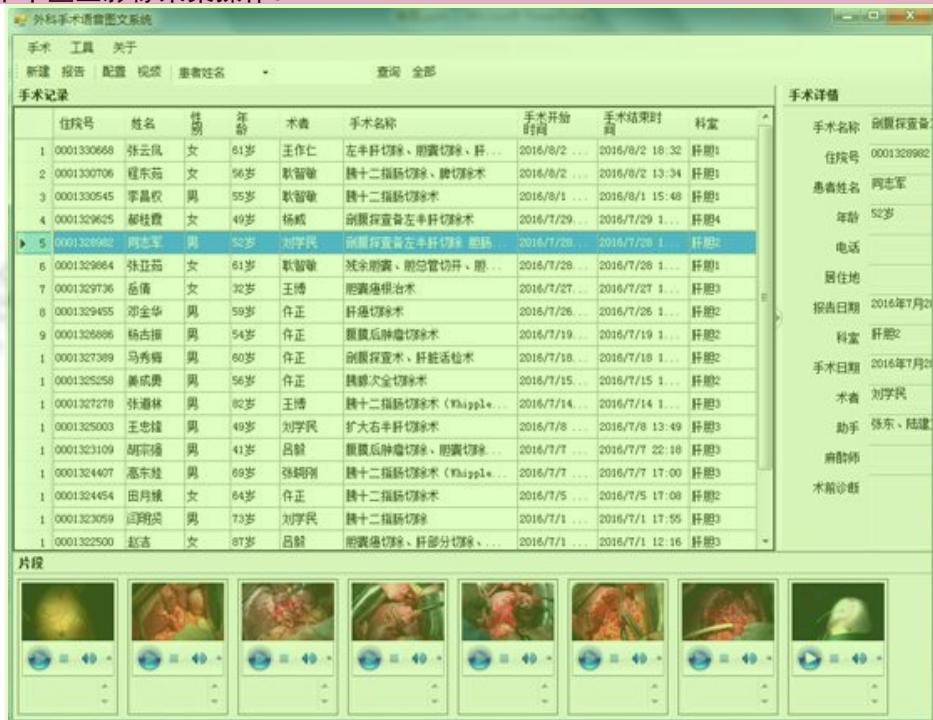 外科手术语音图文系统
手术 工具 关于
新建 报告 配置 视频 患者姓名 查询 全部
手术记录
住院号 姓名 性别 年龄 术者 手术名称 手术开始时间 手术结束时间 科室
1 0001330668 张云凤 女 61岁 王作仁 左半肝切除、胆囊切除、肝... 2016/8/2 ... 2016/8/2 18:32 肝胆1
2 0001330706 程东茹 女 56岁 耿智敏 胰十二指肠切除、脾切除术 2016/8/2 ... 2016/8/2 13:34 肝胆1
3 0001330545 李昌权 男 55岁 耿智敏 胰十二指肠切除术 2016/8/1 ... 2016/8/1 15:48 肝胆1
4 0001329625 郝桂霞 女 49岁 杨威 剖腹探查备左半肝切除术 2016/7/29... 2016/7/29 1... 肝胆4
5 0001328982 闫志军 男 52岁 刘学民 剖腹探查备左半肝切除 胆肠 2016/7/28... 2016/7/28 1... 肝胆2
6 0001329864 张亚茹 女 61岁 耿智敏 残余胆囊、胆总管切开、胆... 2016/7/28... 2016/7/28 1... 肝胆1
7 0001329736 岳倩 女 32岁 王博 胆囊癌根治术 2016/7/27... 2016/7/27 1... 肝胆3
8 0001329455 邓金华 男 59岁 仵正 肝癌切除术 2016/7/26... 2016/7/26 1... 肝胆2
9 0001326886 杨古振 男 54岁 仵正 腹膜后肿瘤切除术 2016/7/19... 2016/7/19 1... 肝胆2
1 0001327389 马秀梅 男 60岁 仵正 剖腹探查术、肝脏活检术 2016/7/18... 2016/7/18 1... 肝胆2
1 0001325258 姜成勇 男 56岁 仵正 胰腺次全切除术 2016/7/15... 2016/7/15 1... 肝胆2
1 0001327278 张道林 男 82岁 王博 胰十二指肠切除术(Whipple... 2016/7/14... 2016/7/14 1... 肝胆3
1 0001325003 王忠 男 49岁 刘学民 扩大右半肝切除术 2016/7/8 ... 2016/7/8 13:49 肝胆3
1 0001323109 胡宗 男 41岁 吕毅 腹膜后肿瘤切除、胆囊切除... 2016/7/7 ... 2016/7/7 22:18 肝胆3
1 0001324407 高东 男 69岁 胰十二指肠切除术(Whipple... 2016/7/7 ... 2016/7/7 17:00 肝胆3
1 0001324454 田月娥 女 64岁 仵正 胰十二指肠切除术 2016/7/5 ... 2016/7/5 17:08 肝胆2
1 0001323059 闫明 男 73岁 刘学民 胰十二指肠切除 2016/7/1 ... 2016/7/1 17:55 肝胆3
1 0001322500 赵洁 女 87岁 吕毅 胆囊癌切除、肝部分切除、... 2016/7/1 ... 2016/7/1 12:16 肝胆3
手术详情
手术名称 剖腹探查备
住院号 0001328982
患者姓名 闫志军
年龄 52岁
电话
居住地
报告日期 2016年7月2
科室 肝胆2
手术日期 2016年7月2
术者 刘学民
助手 张东、陆建
麻醉师
术前诊断
片段